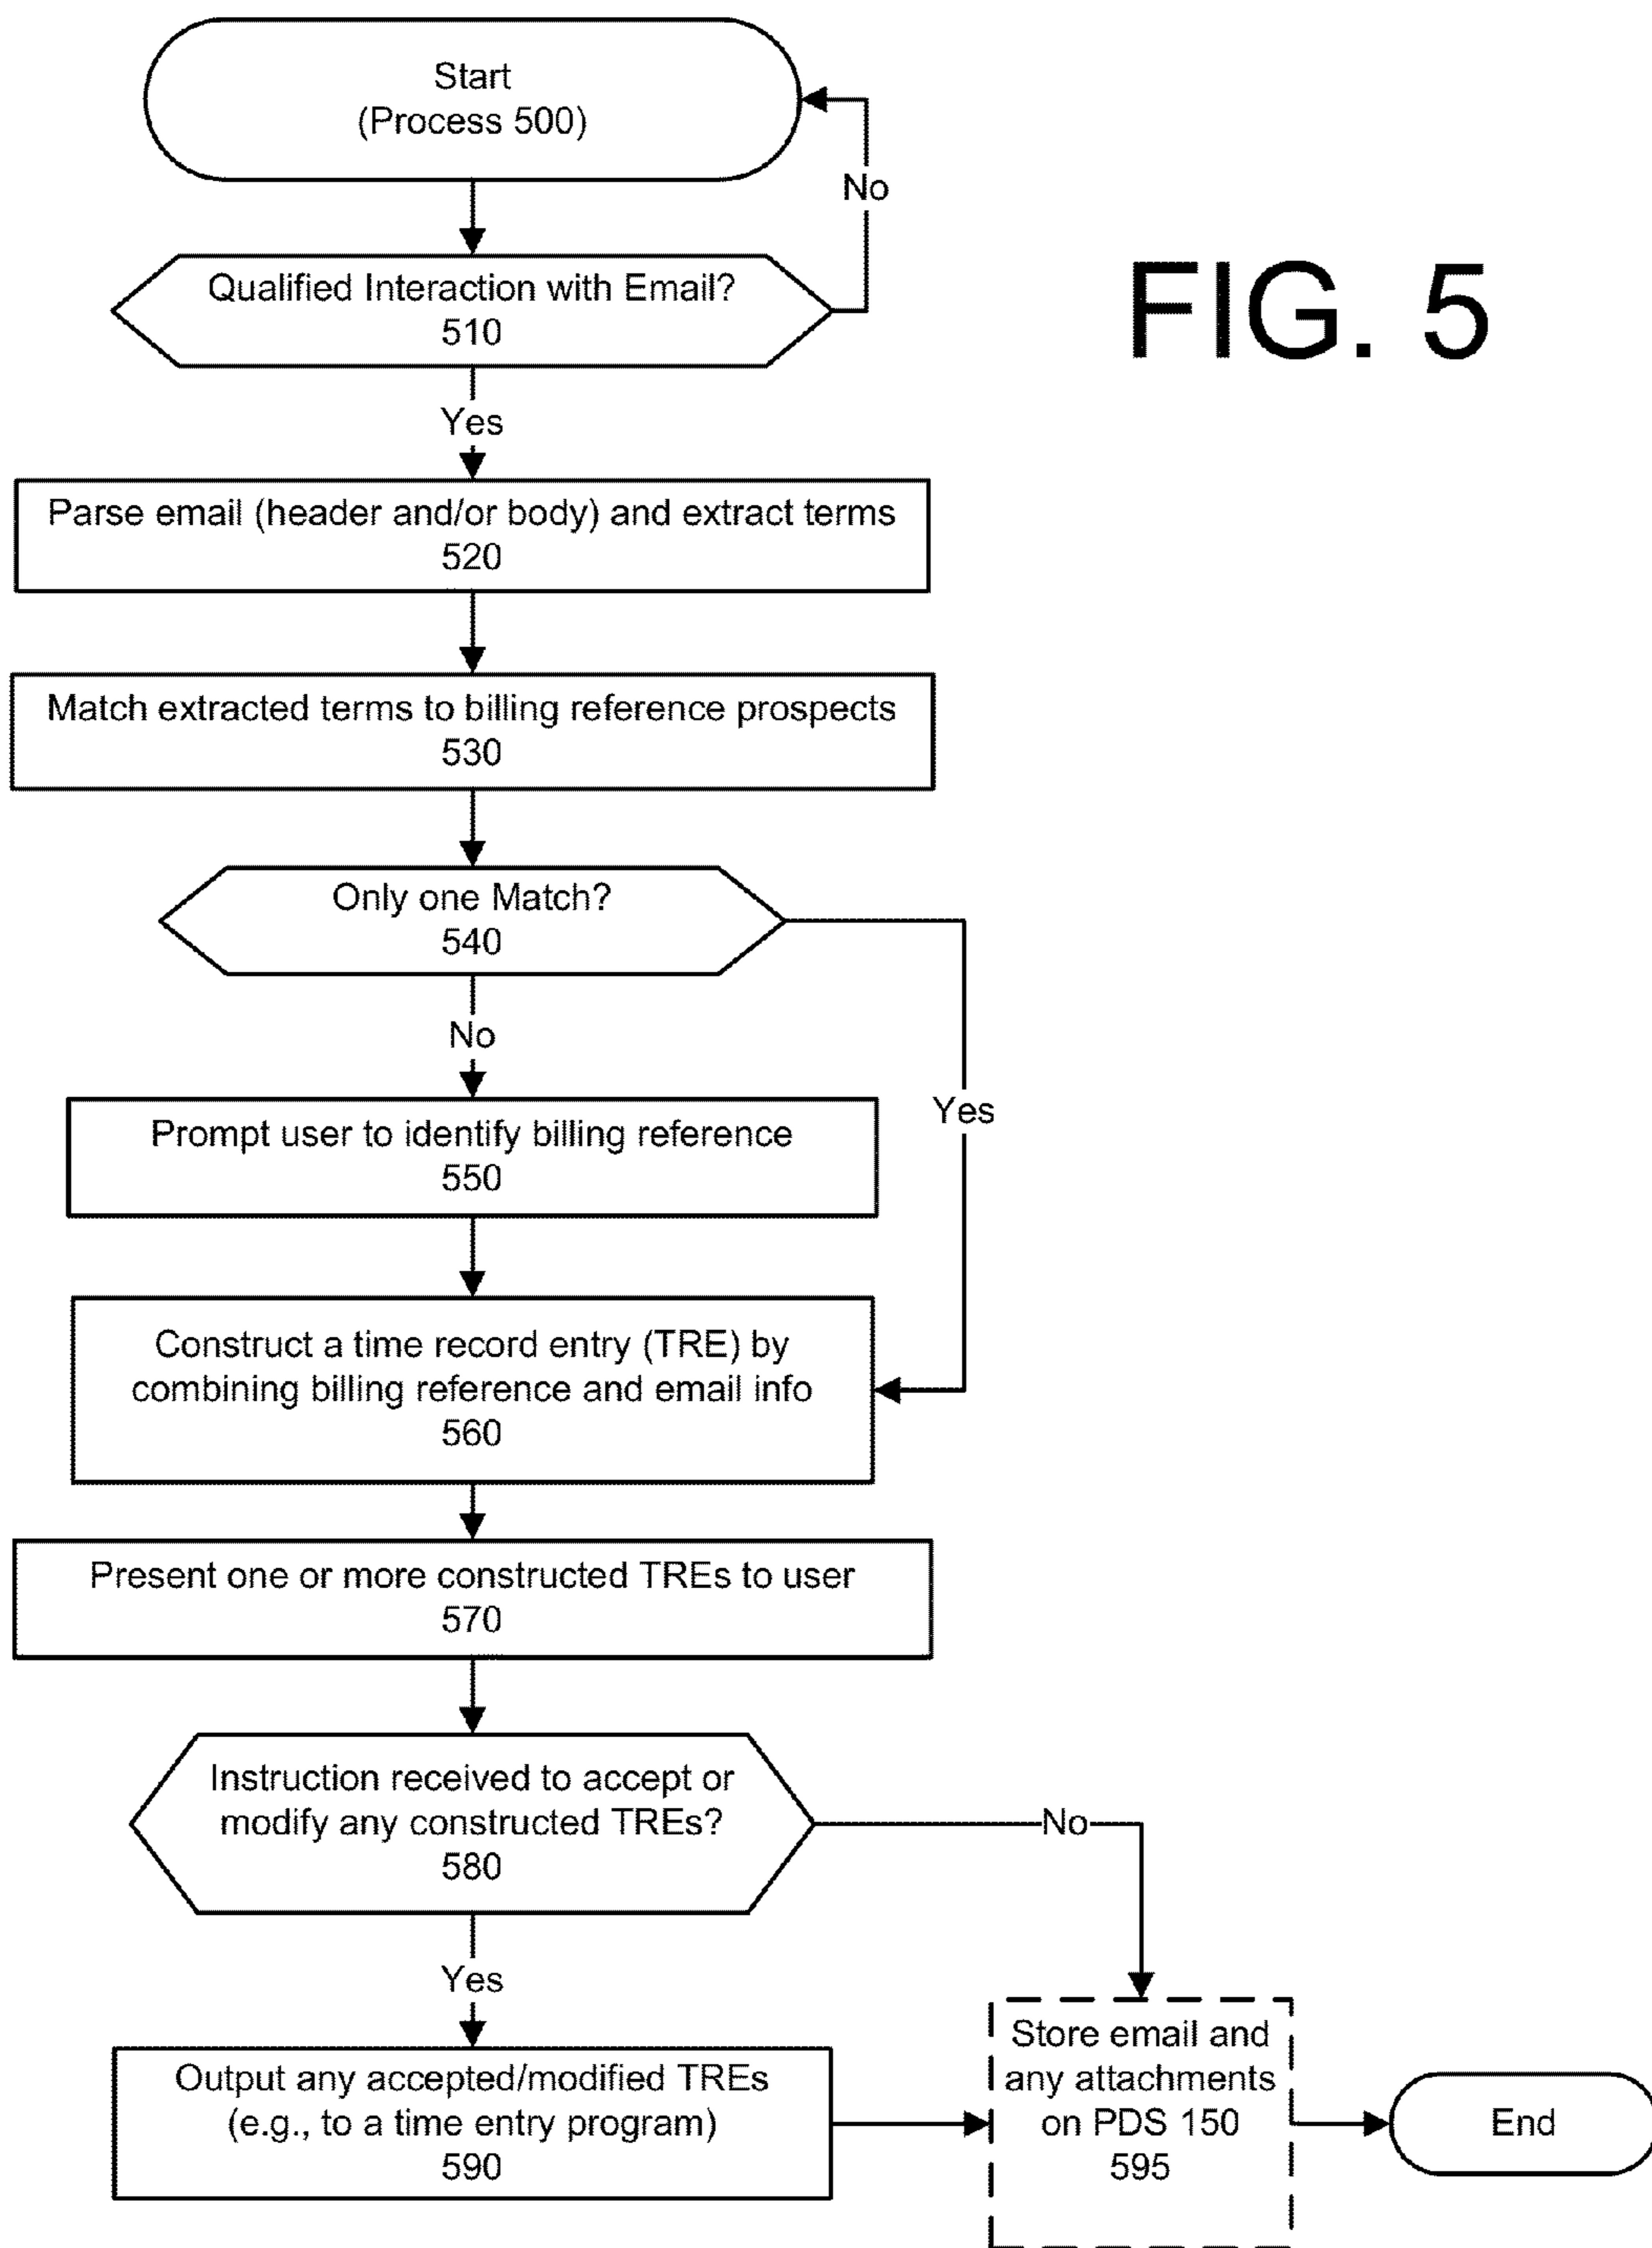 Start
(Process 500)
No
FIG. 5
Qualified Interaction with Email?
510
Yes
Parse email (header and/or body) and extract terms
520
Match extracted terms to billing reference prospects
530
Only one Match?
540
No
Yes
Prompt user to identify billing reference
550
Construct a time record entry (TRE) by
combining billing reference and email info
560
Present one or more constructed TREs to user
570
Instruction received to accept or
modify any constructed TREs?
580
No
Yes
Output any accepted/modified TREs
(e.g., to a time entry program)
590
Store email and
any attachments
on PDS 150
595
End